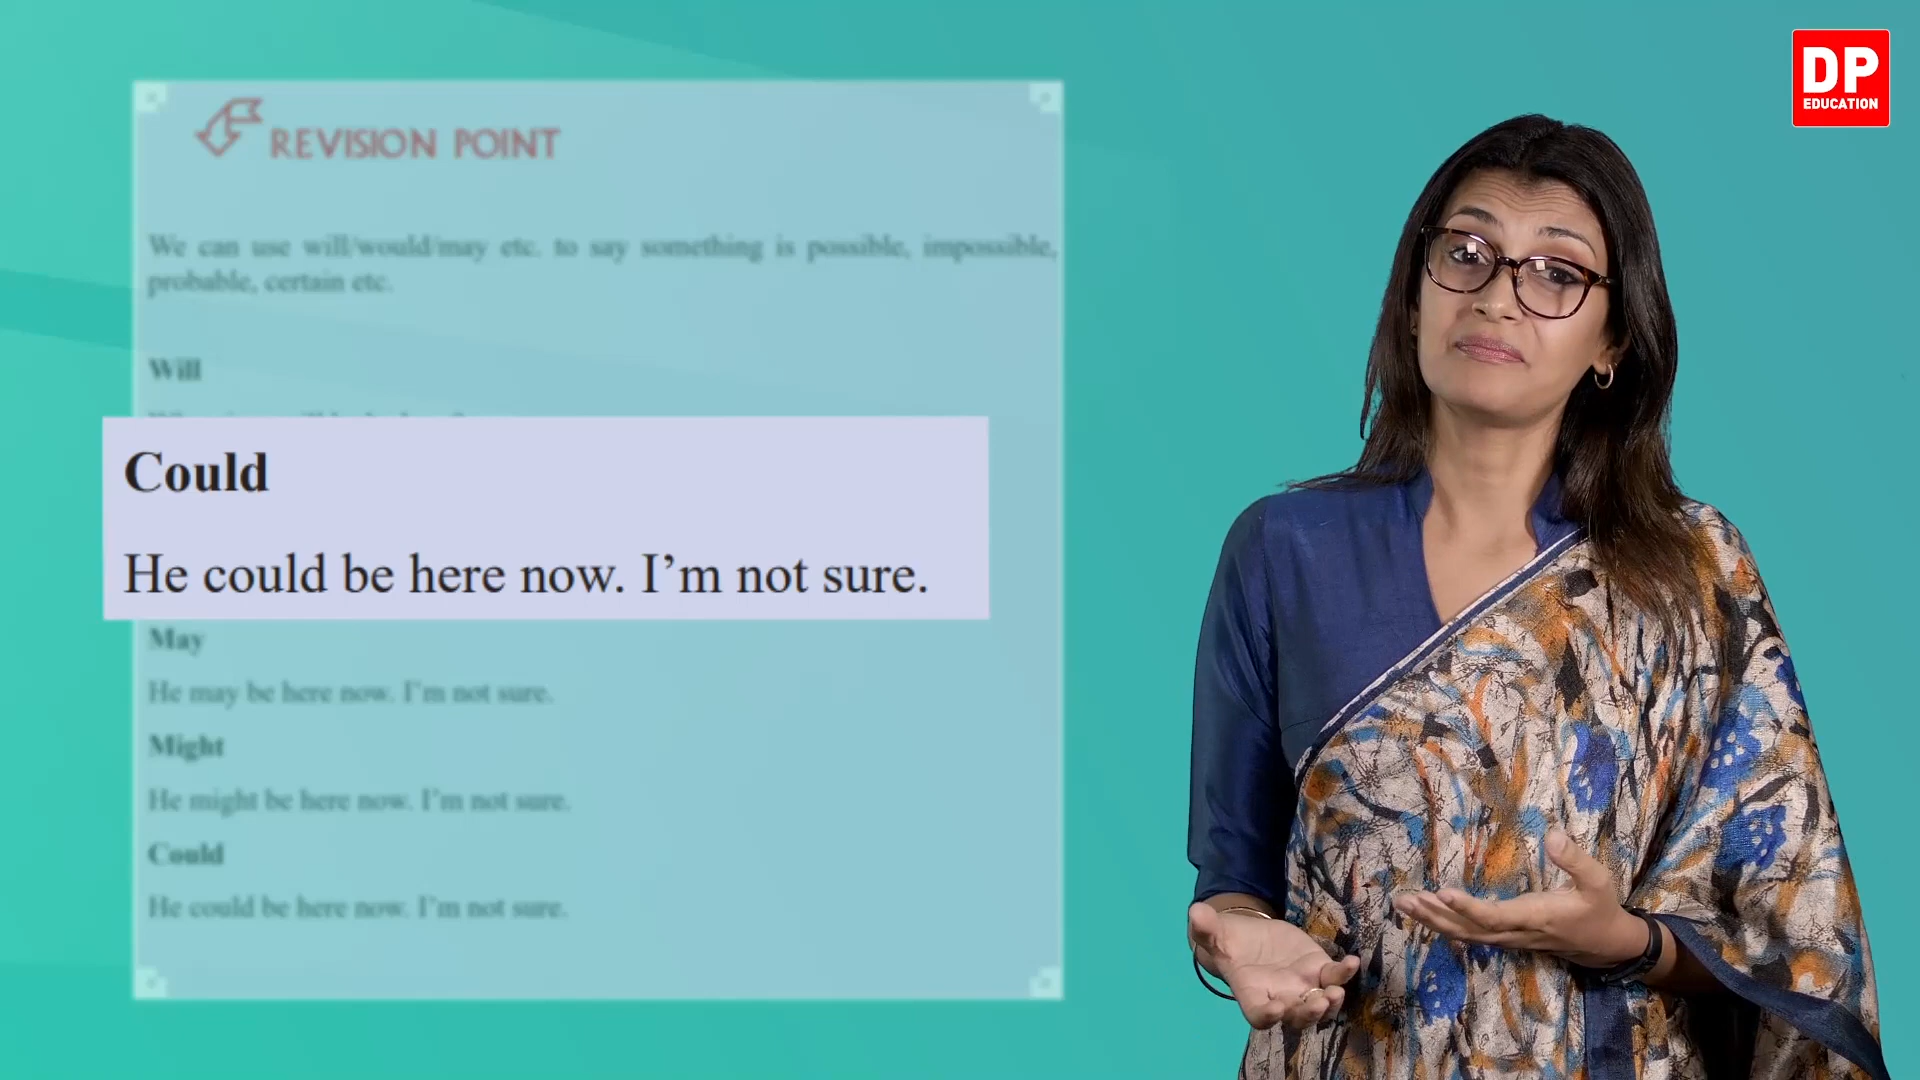 DP
EDUCATION
REVISION POINT
We can use will/would/may etc. to say something is possible, impossible,
probable, certain etc.
Will
Could
He could be here now. I'm not sure.
May
He may be here now. I'm not sure.
Might
He might be here now. I'm not sure.
Could
He could be here now. I'm not sure.